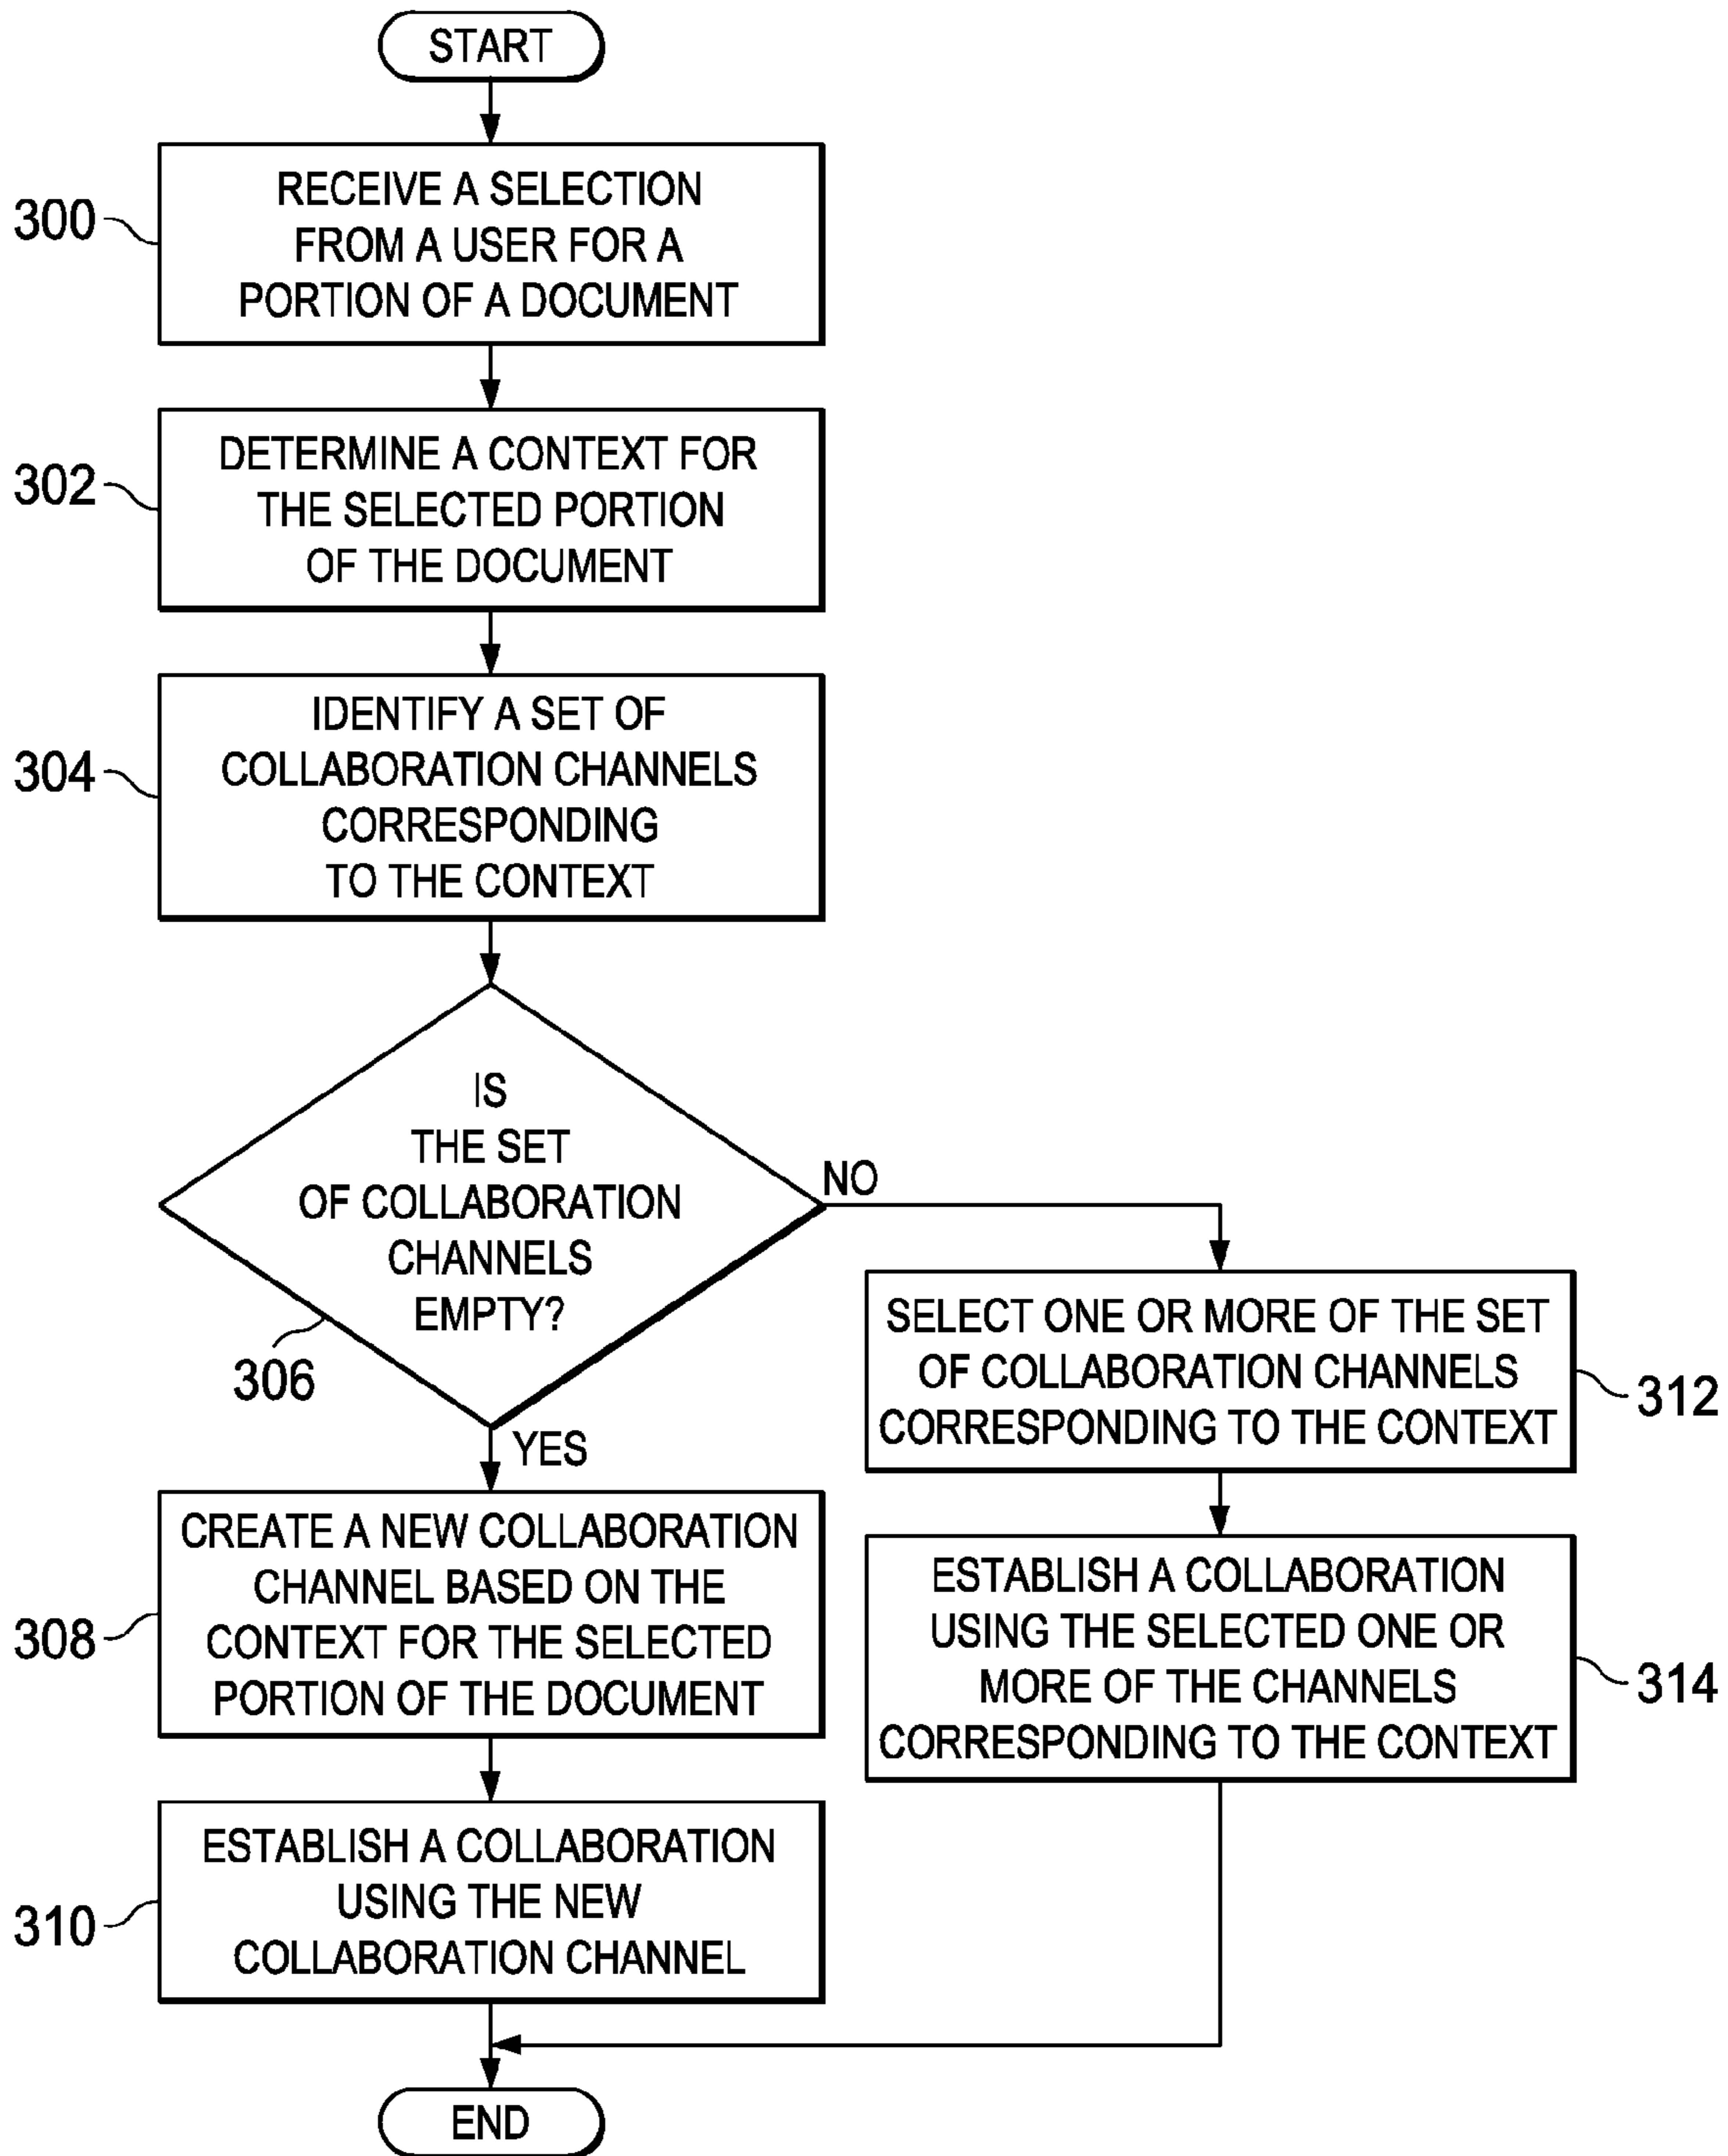 START
300
RECEIVE A SELECTION
FROM A USER FOR A
PORTION OF A DOCUMENT
302
DETERMINE A CONTEXT FOR
THE SELECTED PORTION
OF THE DOCUMENT
304
IDENTIFY A SET OF
COLLABORATION CHANNELS
CORRESPONDING
TO THE CONTEXT
IS
THE SET
OF COLLABORATION
CHANNELS
EMPTY?
306
NO
YES
308
CREATE A NEW COLLABORATION
CHANNEL BASED ON THE
CONTEXT FOR THE SELECTED
PORTION OF THE DOCUMENT
310
ESTABLISH A COLLABORATION
USING THE NEW
COLLABORATION CHANNEL
SELECT ONE OR MORE OF THE SET
OF COLLABORATION CHANNELS
CORRESPONDING TO THE CONTEXT
312
ESTABLISH A COLLABORATION
USING THE SELECTED ONE OR
MORE OF THE CHANNELS
CORRESPONDING TO THE CONTEXT
314
END